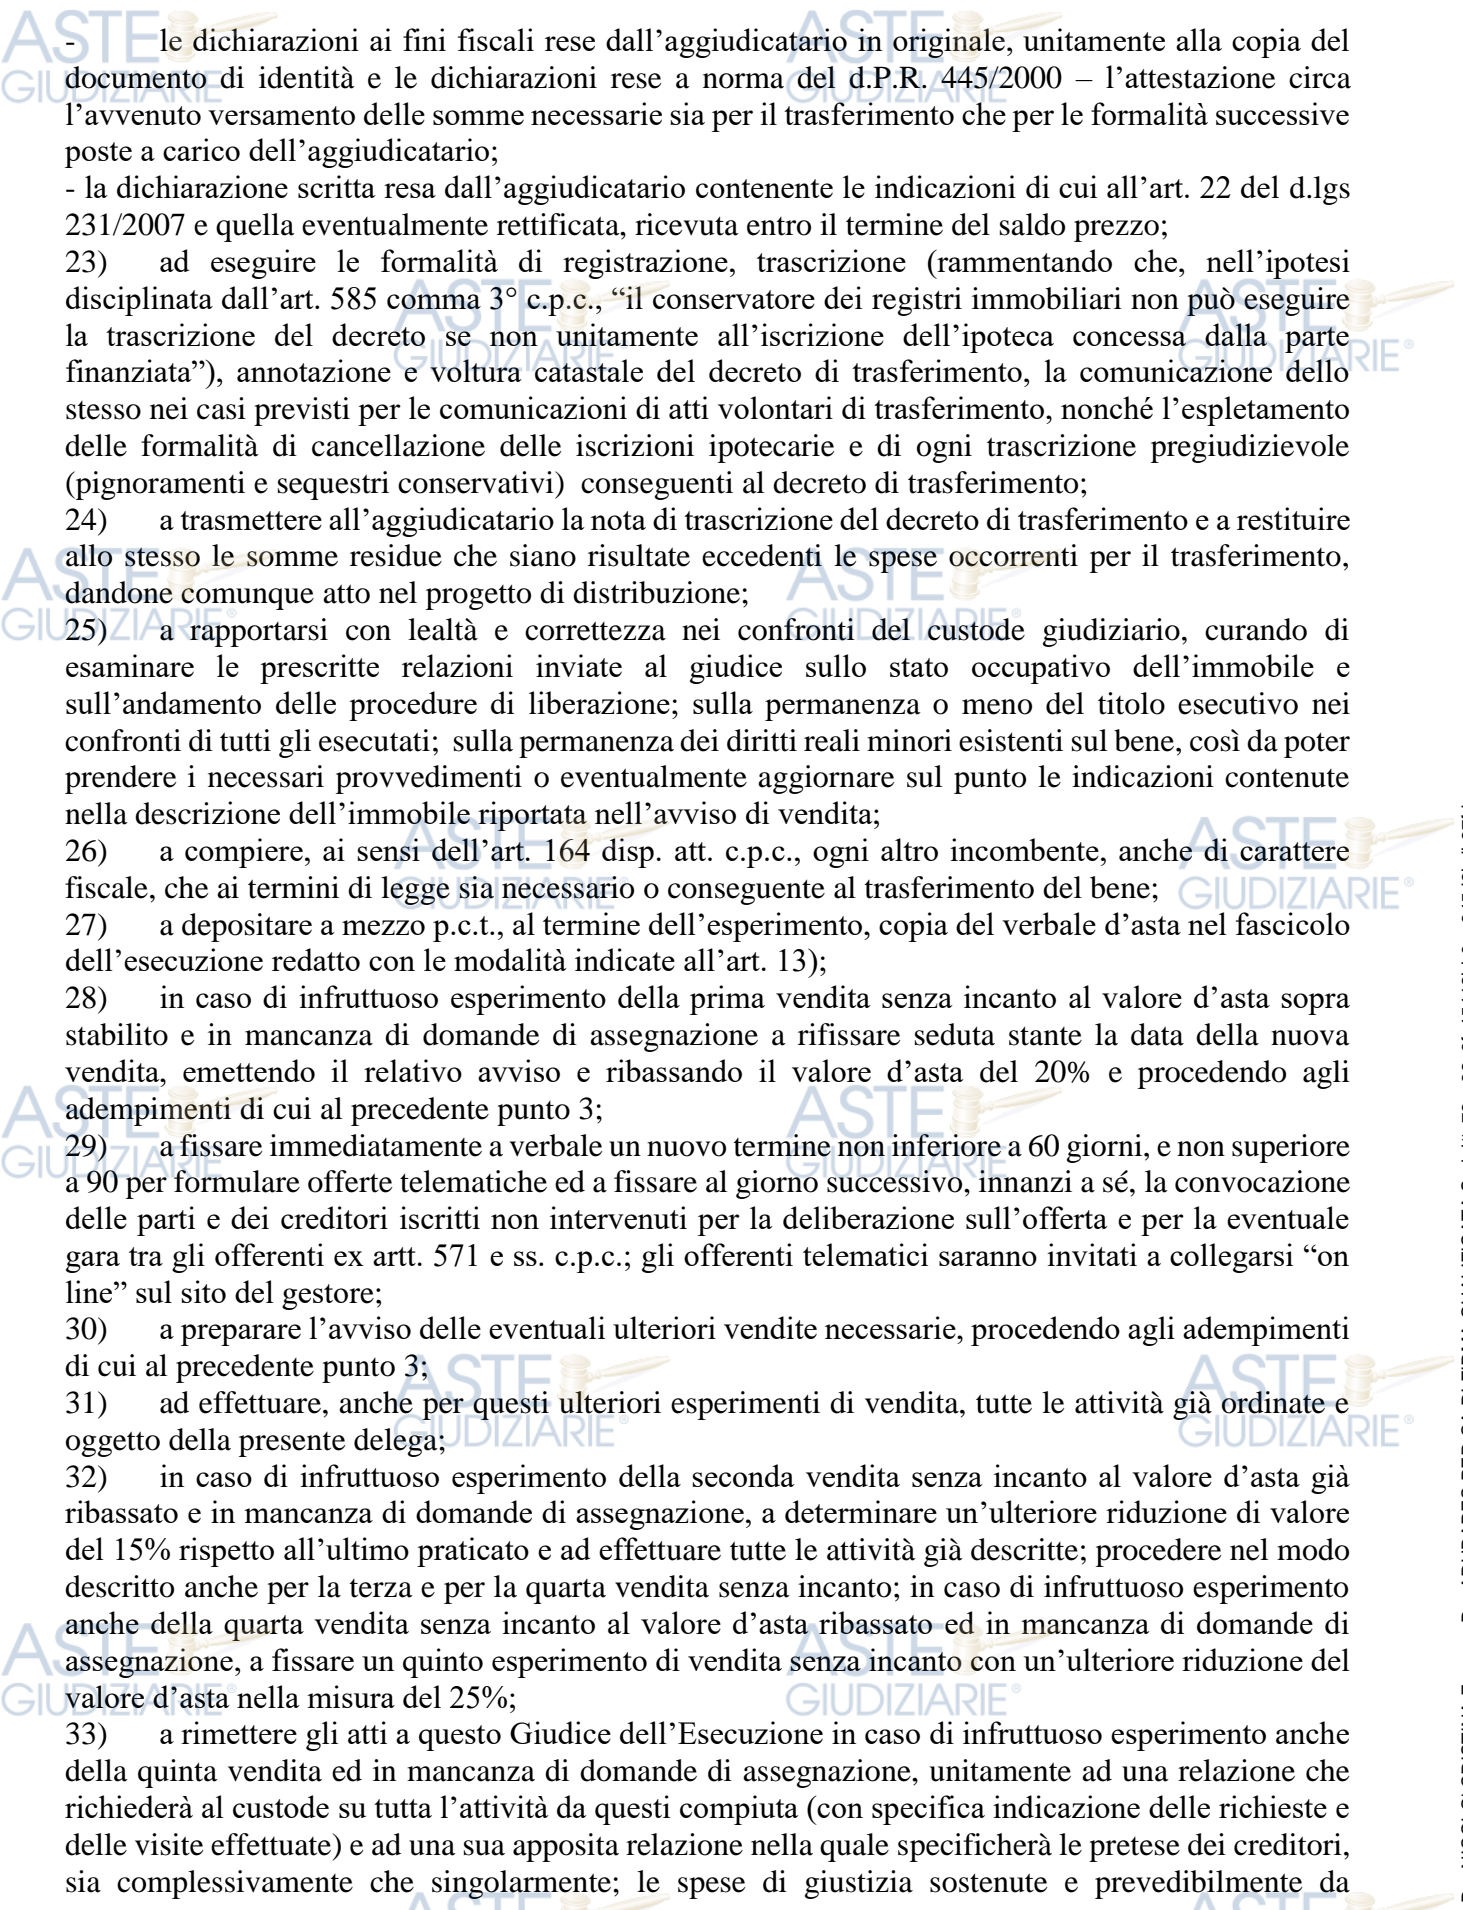 - le dichiarazioni ai fini fiscali rese dall’aggiudicatario in originale, unitamente alla copia del
documento di identità e le dichiarazioni rese a norma del d.P.R. 445/2000 – l’attestazione circa
l’avvenuto versamento delle somme necessarie sia per il trasferimento che per le formalità successive
poste a carico dell’aggiudicatario;
- la dichiarazione scritta resa dall’aggiudicatario contenente le indicazioni di cui all’art. 22 del d.lgs
231/2007 e quella eventualmente rettificata, ricevuta entro il termine del saldo prezzo;
23) ad eseguire le formalità di registrazione, trascrizione (rammentando che, nell’ipotesi
disciplinata dall’art. 585 comma 3° c.p.c., “il conservatore dei registri immobiliari non può eseguire
la trascrizione del decreto se non unitamente all’iscrizione dell’ipoteca concessa dalla parte
finanziata”), annotazione e voltura catastale del decreto di trasferimento, la comunicazione dello
stesso nei casi previsti per le comunicazioni di atti volontari di trasferimento, nonché l’espletamento
delle formalità di cancellazione delle iscrizioni ipotecarie e di ogni trascrizione pregiudizievole
(pignoramenti e sequestri conservativi) conseguenti al decreto di trasferimento;
24) a trasmettere all’aggiudicatario la nota di trascrizione del decreto di trasferimento e a restituire
allo stesso le somme residue che siano risultate eccedenti le spese occorrenti per il trasferimento,
dandone comunque atto nel progetto di distribuzione;
25) a rapportarsi con lealtà e correttezza nei confronti del custode giudiziario, curando di
esaminare le prescritte relazioni inviate al giudice sullo stato occupativo dell’immobile e
sull’andamento delle procedure di liberazione; sulla permanenza o meno del titolo esecutivo nei
confronti di tutti gli esecutati; sulla permanenza dei diritti reali minori esistenti sul bene, così da poter
prendere i necessari provvedimenti o eventualmente aggiornare sul punto le indicazioni contenute
nella descrizione dell’immobile riportata nell’avviso di vendita;
26) a compiere, ai sensi dell’art. 164 disp. att. c.p.c., ogni altro incombente, anche di carattere
fiscale, che ai termini di legge sia necessario o conseguente al trasferimento del bene;
27) a depositare a mezzo p.c.t., al termine dell’esperimento, copia del verbale d’asta nel fascicolo
dell’esecuzione redatto con le modalità indicate all’art. 13);
28) in caso di infruttuoso esperimento della prima vendita senza incanto al valore d’asta sopra
stabilito e in mancanza di domande di assegnazione a rifissare seduta stante la data della nuova
vendita, emettendo il relativo avviso e ribassando il valore d’asta del 20% e procedendo agli
adempimenti di cui al precedente punto 3;
29) a fissare immediatamente a verbale un nuovo termine non inferiore a 60 giorni, e non superiore
a 90 per formulare offerte telematiche ed a fissare al giorno successivo, innanzi a sé, la convocazione
delle parti e dei creditori iscritti non intervenuti per la deliberazione sull’offerta e per la eventuale
gara tra gli offerenti ex artt. 571 e ss. c.p.c.; gli offerenti telematici saranno invitati a collegarsi “on
line” sul sito del gestore;
30) a preparare l’avviso delle eventuali ulteriori vendite necessarie, procedendo agli adempimenti
di cui al precedente punto 3;
31) ad effettuare, anche per questi ulteriori esperimenti di vendita, tutte le attività già ordinate e
oggetto della presente delega;
32) in caso di infruttuoso esperimento della seconda vendita senza incanto al valore d’asta già
ribassato e in mancanza di domande di assegnazione, a determinare un’ulteriore riduzione di valore
del 15% rispetto all’ultimo praticato e ad effettuare tutte le attività già descritte; procedere nel modo
descritto anche per la terza e per la quarta vendita senza incanto; in caso di infruttuoso esperimento
anche della quarta vendita senza incanto al valore d’asta ribassato ed in mancanza di domande di
assegnazione, a fissare un quinto esperimento di vendita senza incanto con un’ulteriore riduzione del
valore d’asta nella misura del 25%;
33) a rimettere gli atti a questo Giudice dell’Esecuzione in caso di infruttuoso esperimento anche
della quinta vendita ed in mancanza di domande di assegnazione, unitamente ad una relazione che
richiederà al custode su tutta l’attività da questi compiuta (con specifica indicazione delle richieste e
delle visite effettuate) e ad una sua apposita relazione nella quale specificherà le pretese dei creditori,
sia complessivamente che singolarmente; le spese di giustizia sostenute e prevedibilmente da